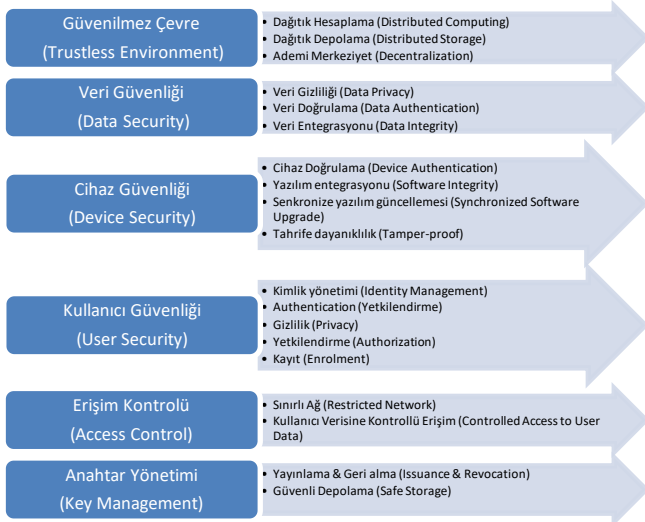 Güvenilmez Çevre
(Trustless Environment)
• Dağıtık Hesaplama (Distributed Computing)
• Dağıtık Depolama (Distributed Storage)
• Ademi Merkeziyet (Decentralization)
Veri Güvenliği
(Data Security)
• Veri Gizliliği (Data Privacy)
• Veri Doğrulama (Data Authentication)
• Veri Entegrasyonu (Data Integrity)
Cihaz Güvenliği
(Device Security)
• Cihaz Doğrulama (Device Authentication)
• Yazılım entegrasyonu (Software Integrity)
• Senkronize yazılım güncellemesi (Synchronized Software
Upgrade)
• Tahrife dayanıklılık (Tamper-proof)
Kullanıcı Güvenliği
(User Security)
• Kimlik yönetimi (Identity Management)
• Authentication (Yetkilendirme)
• Gizlilik (Privacy)
• Yetkilendirme (Authorization)
• Kayıt (Enrolment)
Erişim Kontrolü
(Access Control)
• Sınırlı Ağ (Restricted Network)
• Kullanıcı Verisine Kontrollü Erişim (Controlled Access to User
Data)
Anahtar Yönetimi
(Key Management)
• Yayınlama & Geri alma (Issuance & Revocation)
• Güvenli Depolama (Safe Storage)